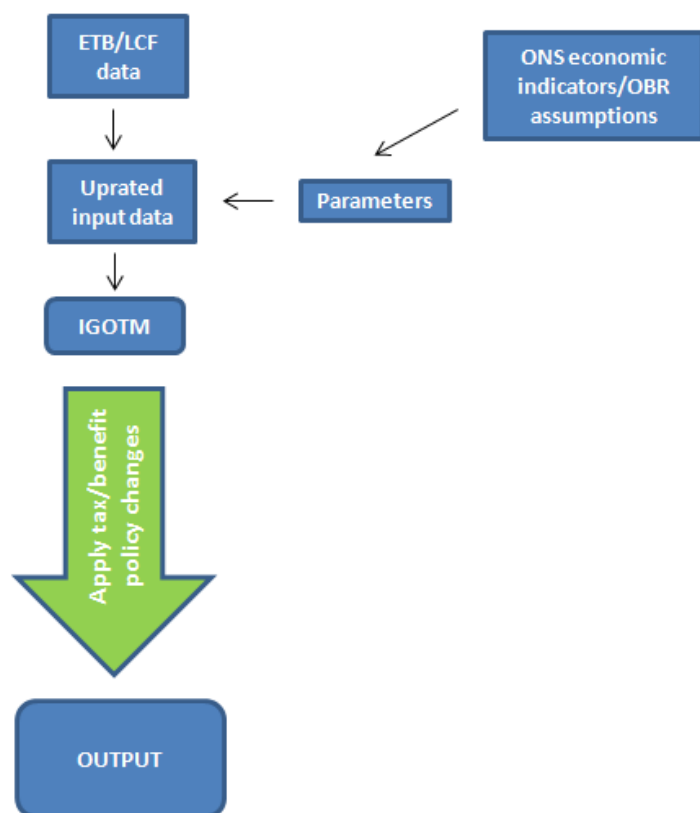 ETB/LCF
data
ONS economic
indicators/OBR
assumptions
Uprated
input data
Parameters
IGOTM
Apply tax/benefit
policy changes
OUTPUT